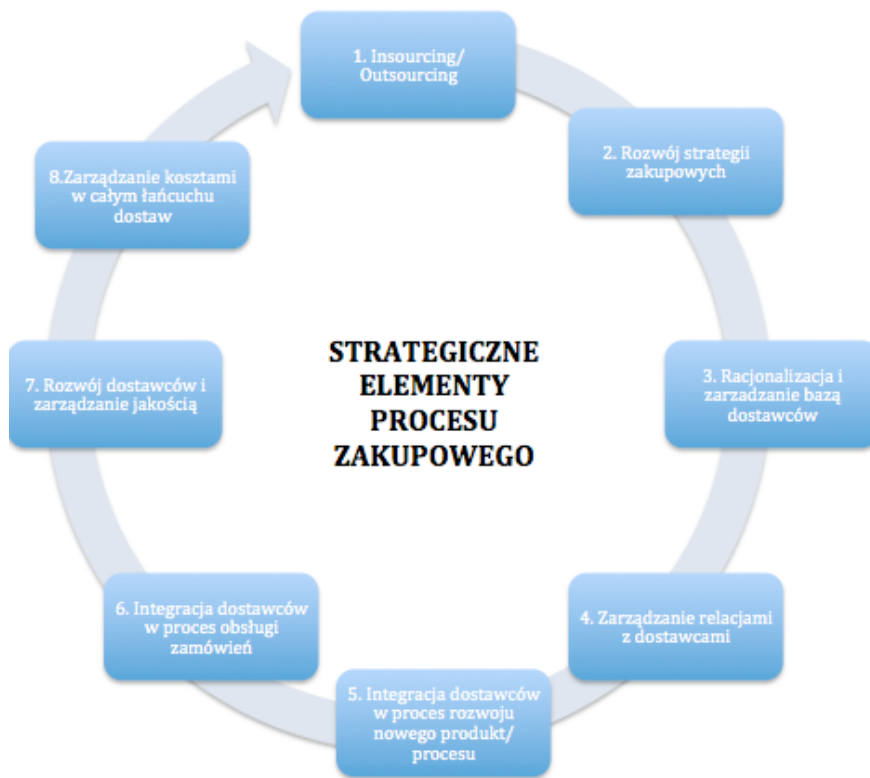 1. Insourcing/
Outsourcing
2. Rozwój strategii
zakupowych
3. Racjonalizacja i
zarzadzanie bazą
dostawców
4. Zarządzanie relacjami
z dostawcami
5. Integracja dostawców
w proces rozwoju
nowego produkt/
procesu
6. Integracja dostawców
w proces obsługi
zamówień
7. Rozwój dostawców i
zarządzanie jakością
8.Zarządzanie kosztami
w całym łańcuchu
dostaw
STRATEGICZNE
ELEMENTY
PROCESU
ZAKUPOWEGO